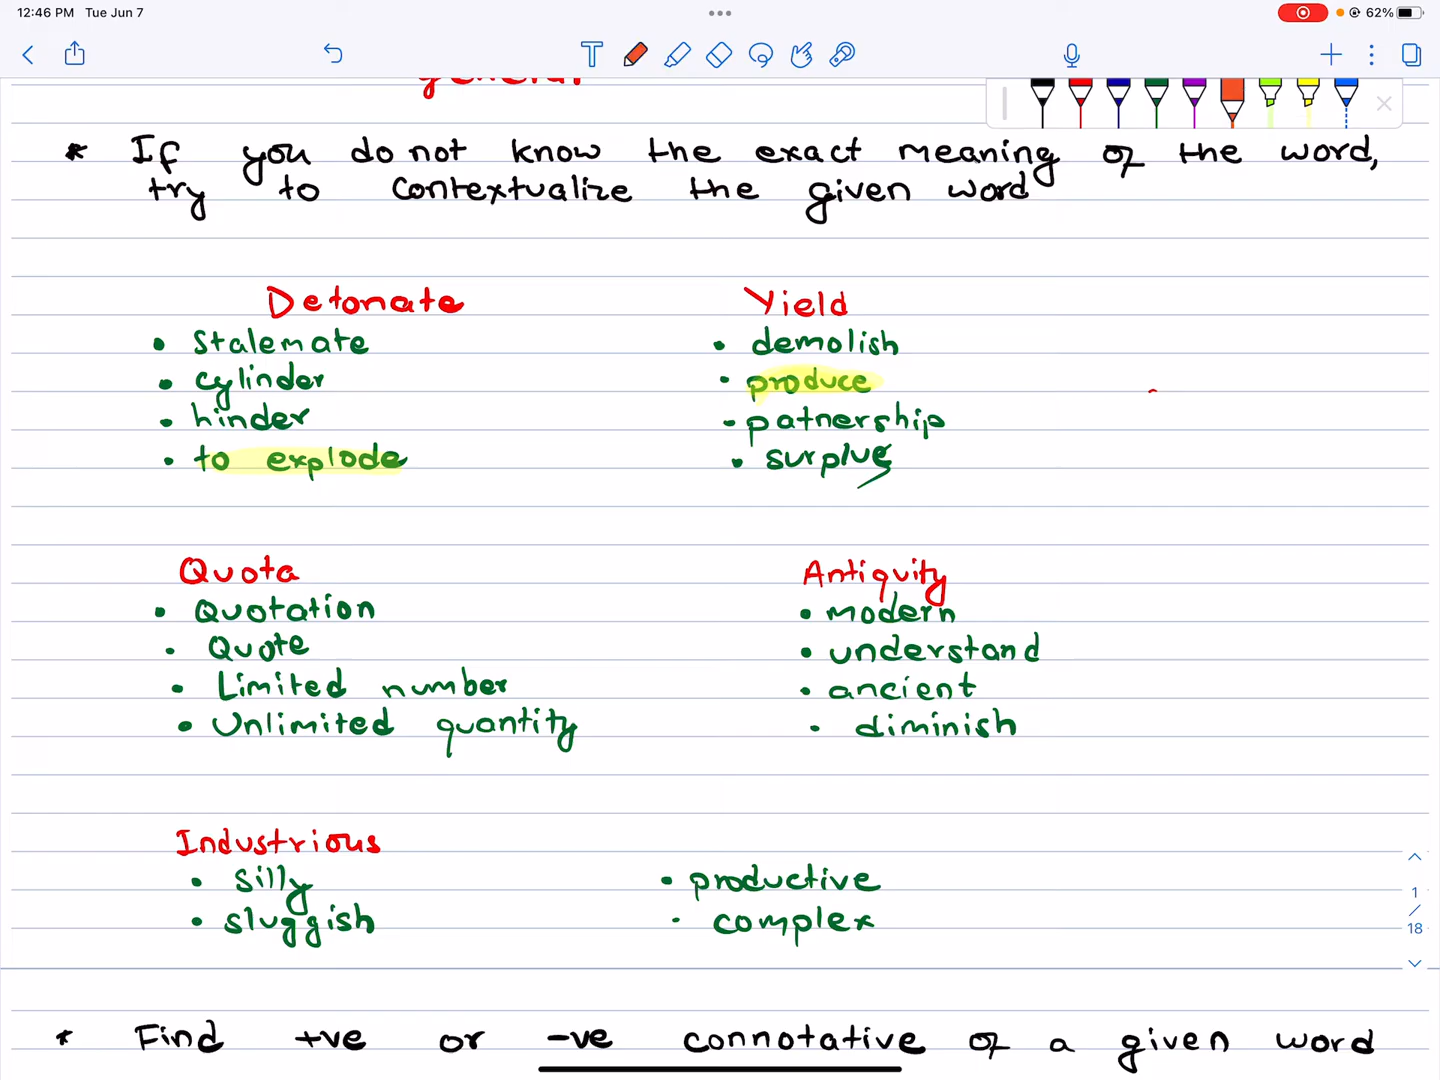 12:46 PM Tue Jun 7
62%
general
* If you do not know the exact meaning of the word,
try to contextualize the given word
Detonate
• stalemate
• cylinder
• hinder
• to explode
Yield
• demolish
• produce
• patnership
• surplus
Quota
• Quotation
• Quote
• Limited number
• Unlimited quantity
Antiquity
• modern
• understand
• ancient
• diminish
Industrious
• silly
• sluggish
• productive
• complex
1
/
18
* Find +ve or -ve connotative of a given word